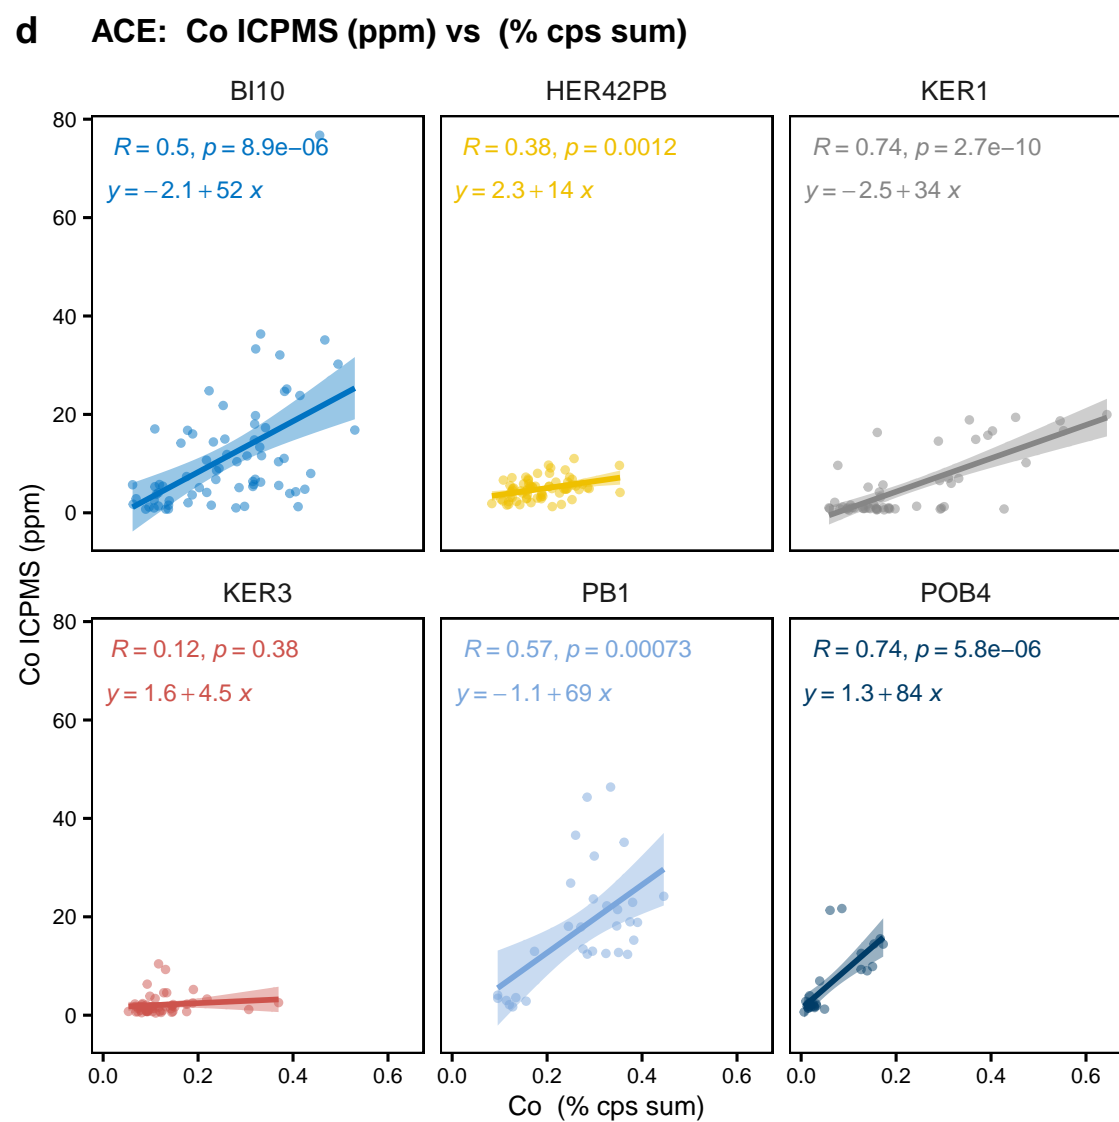 d ACE: Co ICPMS (ppm) vs (% cps sum)
BI10 HER42PB KER1
R = 0.5, p = 8.9e−06 R = 0.38, p = 0.0012 R = 0.74, p = 2.7e−10
y = −2.1 + 52 x y = 2.3 + 14 x y = −2.5 + 34 x
80
60
40
20
0
Co ICPMS (ppm)
KER3 PB1 POB4
R = 0.12, p = 0.38 R = 0.57, p = 0.00073 R = 0.74, p = 5.8e−06
y = 1.6 + 4.5 x y = −1.1 + 69 x y = 1.3 + 84 x
80
60
40
20
0
0.0 0.2 0.4 0.6 0.0 0.2 0.4 0.6 0.0 0.2 0.4 0.6
Co (% cps sum)